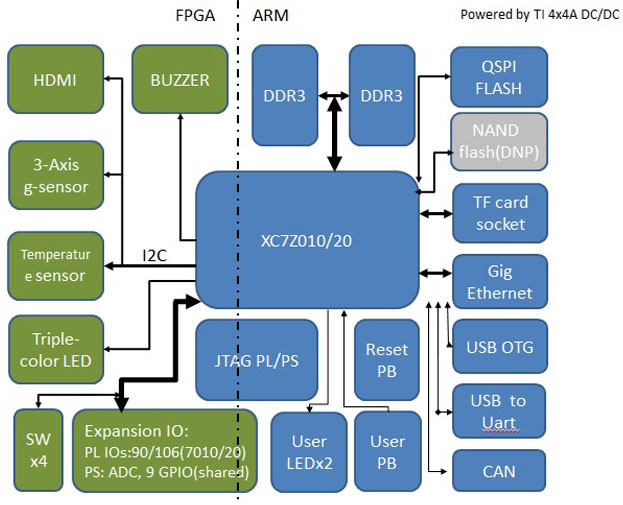 FPGA
ARM
Powered by TI 4x4A DC/DC
HDMI
BUZZER
DDR3
DDR3
QSPI
FLASH
NAND
flash(DNP)
3-Axis
g-sensor
TF card
socket
XC7Z010/20
Temperatur
e sensor
I2C
Gig
Ethernet
Triple-
color LED
JTAG PL/PS
Reset
PB
USB OTG
USB to
Uart
SW
x4
Expansion IO:
PL IOs:90/106(7010/20)
PS: ADC, 9 GPIO(shared)
User
LEDx2
User
PB
CAN